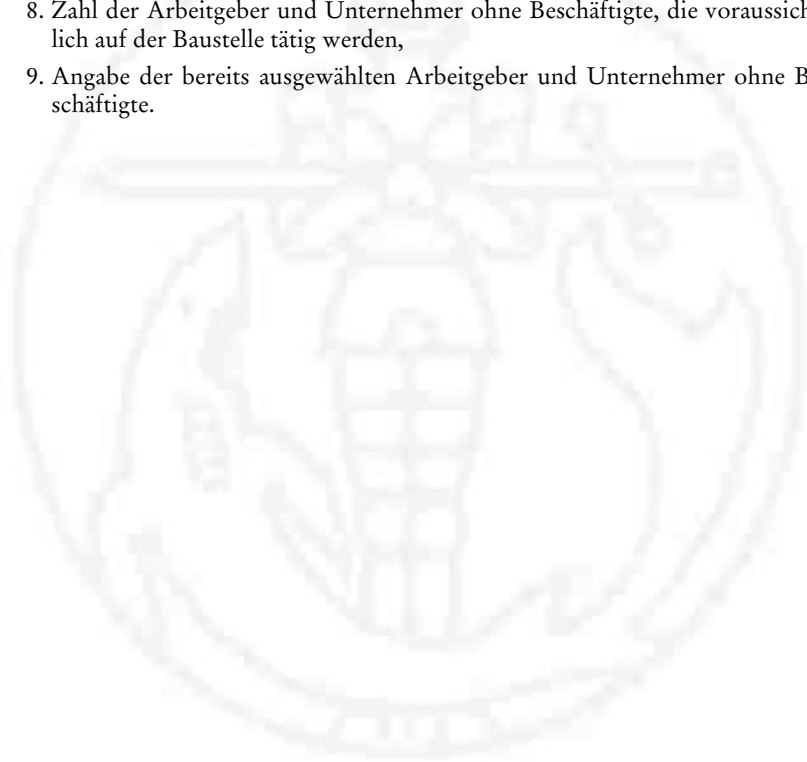 8. Zahl der Arbeitgeber und Unternehmer ohne Beschäftigte, die voraussich
lich auf der Baustelle tätig werden,
9. Angabe der bereits ausgewählten Arbeitgeber und Unternehmer ohne B
schäftigte.